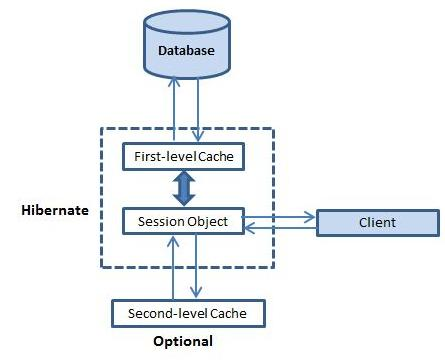 Database
First-level Cache
Hibernate
Session Object
Client
Second-level Cache
Optional